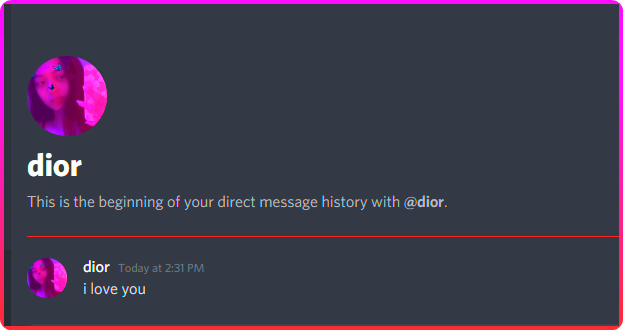 dior
This is the beginning of your direct message history with @dior.
dior Today at 2:31 PM
i love you